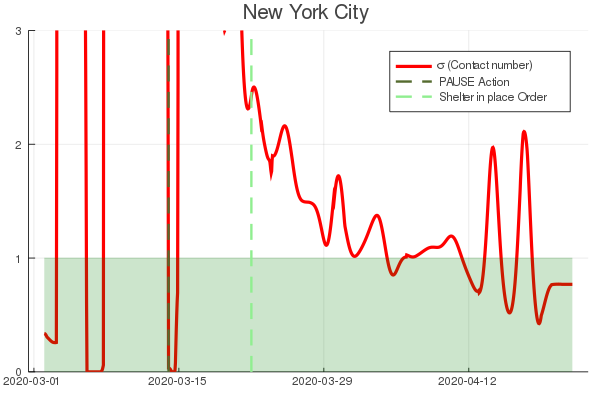 New York City
3
σ (Contact number)
PAUSE Action
Shelter in place Order
2
1
0
2020-03-01 2020-03-15 2020-03-29 2020-04-12